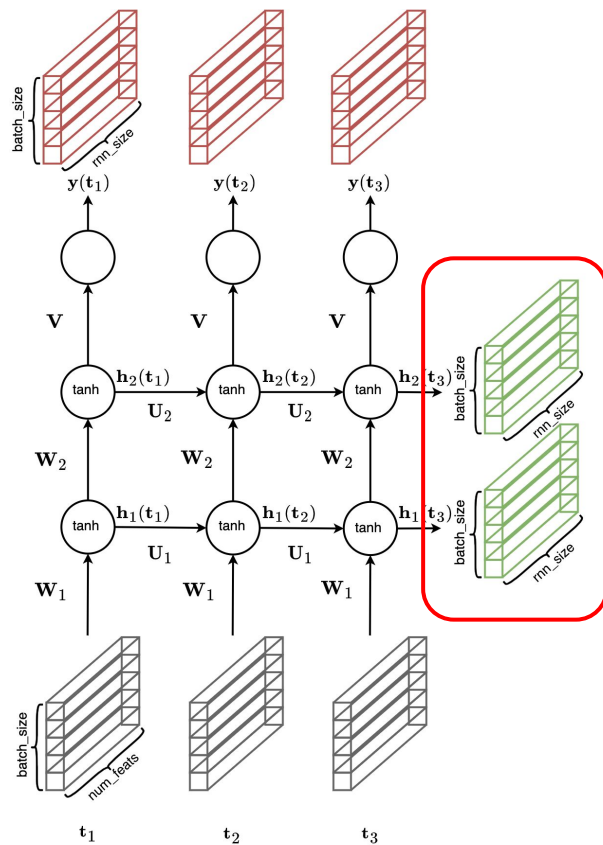 batch_size
rnn_size
y(t₁) y(t₂) y(t₃)
V V V
h₂(t₁) h₂(t₂) h₂(t₃)
tanh tanh tanh
U₂ U₂
batch_size
rnn_size
W₂ W₂ W₂
h₁(t₁) h₁(t₂) h₁(t₃)
tanh tanh tanh
U₁ U₁
batch_size
rnn_size
W₁ W₁ W₁
batch_size
num_feats
t₁ t₂ t₃